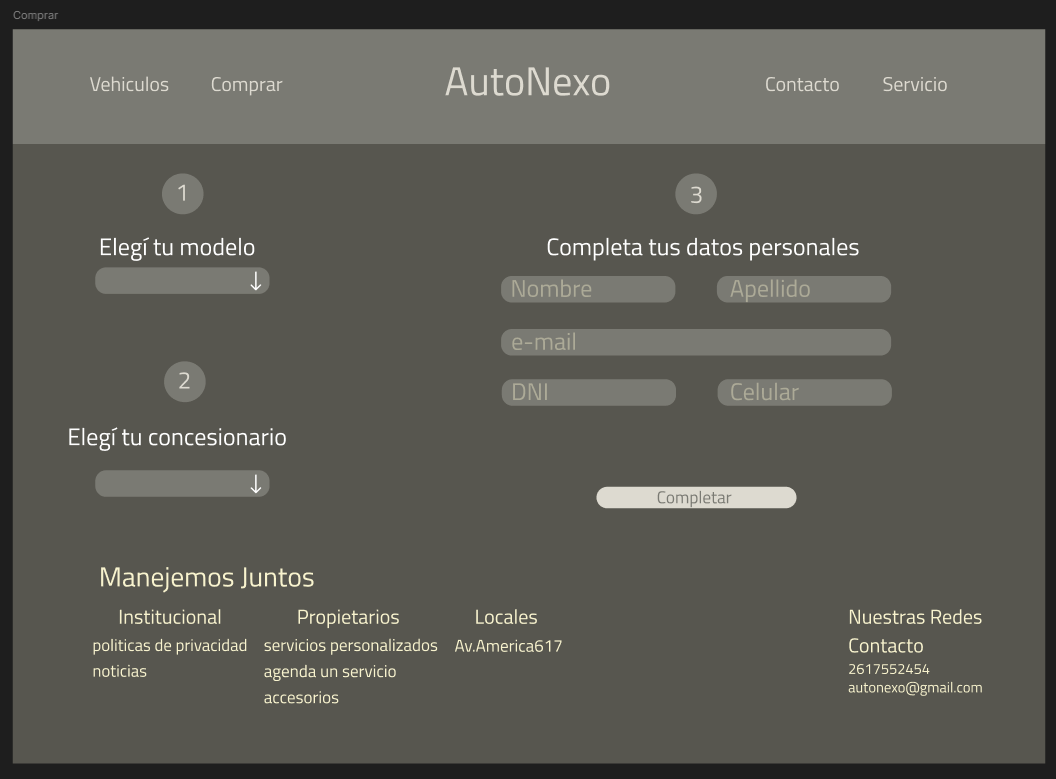 Comprar
Vehiculos
Comprar
AutoNexo
Contacto
Servicio
1
Elegí tu modelo
↓
2
Elegí tu concesionario
↓
3
Completa tus datos personales
Nombre
Apellido
e-mail
DNI
Celular
Completar
Manejemos Juntos
Institucional
politicas de privacidad
noticias
Propietarios
servicios personalizados
agenda un servicio
accesorios
Locales
Av.America617
Nuestras Redes
Contacto
2617552454
autonexo@gmail.com